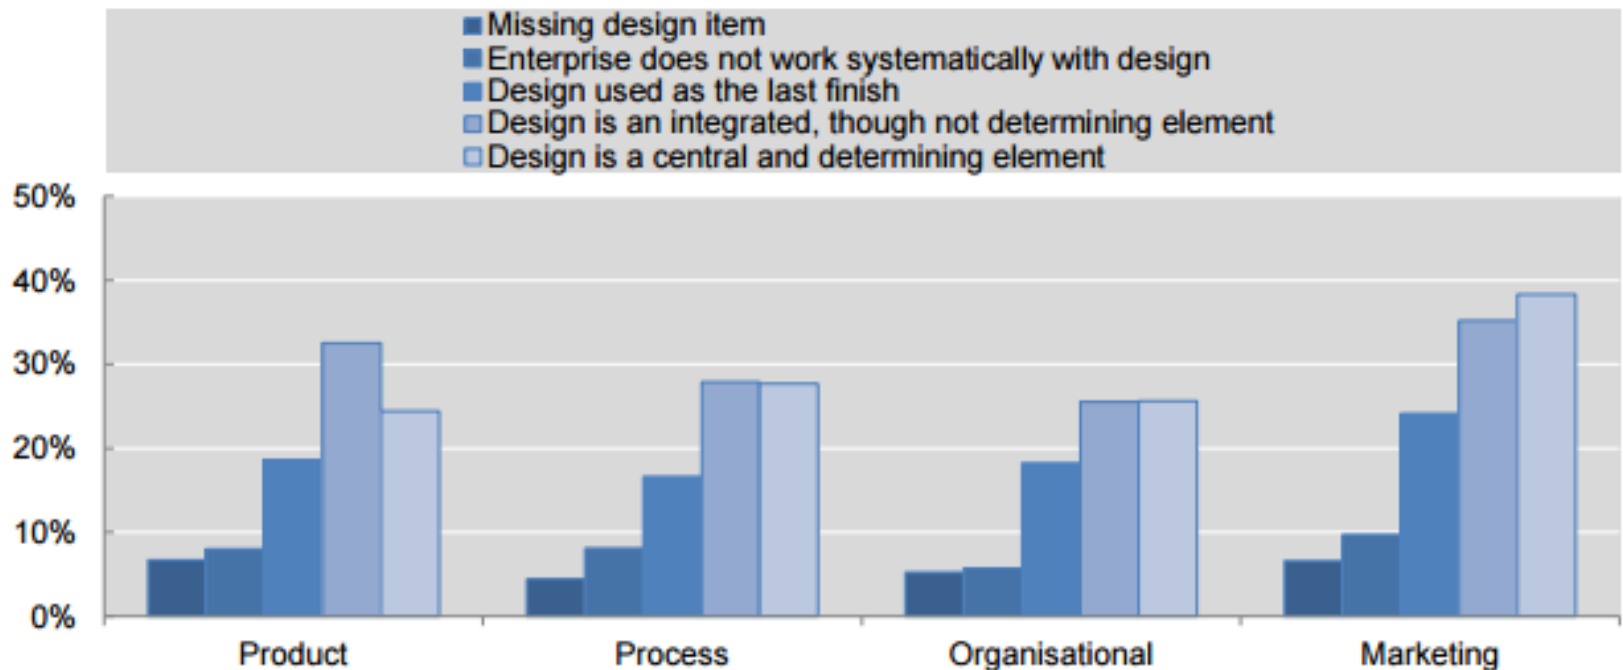 Missing design item
Enterprise does not work systematically with design
Design used as the last finish
Design is an integrated, though not determining element
Design is a central and determining element
50%
40%
30%
20%
10%
0%
Product Process Organisational Marketing